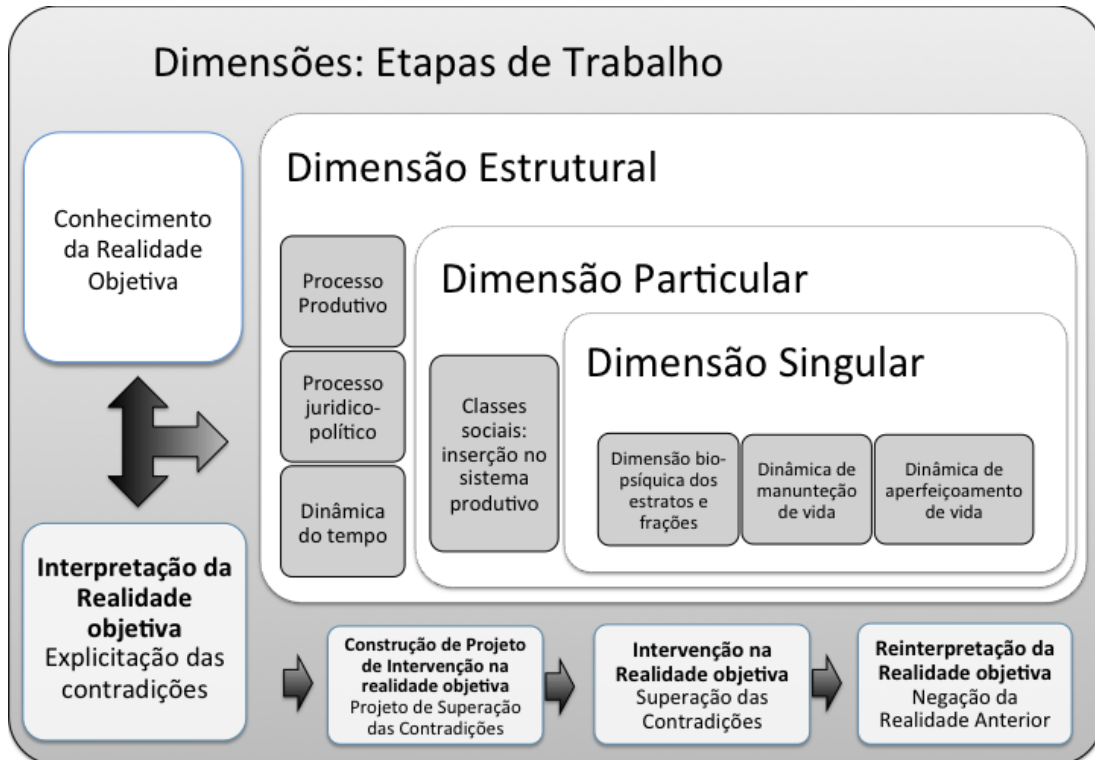 Dimensões: Etapas de Trabalho
Conhecimento
da Realidade
Objetiva
Dimensão Estrutural
Processo
Produtivo
Processo
juridico-
político
Dinâmica
do tempo
Dimensão Particular
Classes
sociais:
inserção no
sistema
produtivo
Dimensão Singular
Dimensão bio-
psíquica dos
estratos e
frações
Dinâmica de
manunteção
de vida
Dinâmica de
aperfeiçoamento
de vida
Interpretação da
Realidade
objetiva
Explicitação das
contradições
Construção de Projeto
de Intervenção na
realidade objetiva
Projeto de Superação
das Contradições
Intervenção na
Realidade objetiva
Superação das
Contradições
Reinterpretação da
Realidade objetiva
Negação da
Realidade Anterior